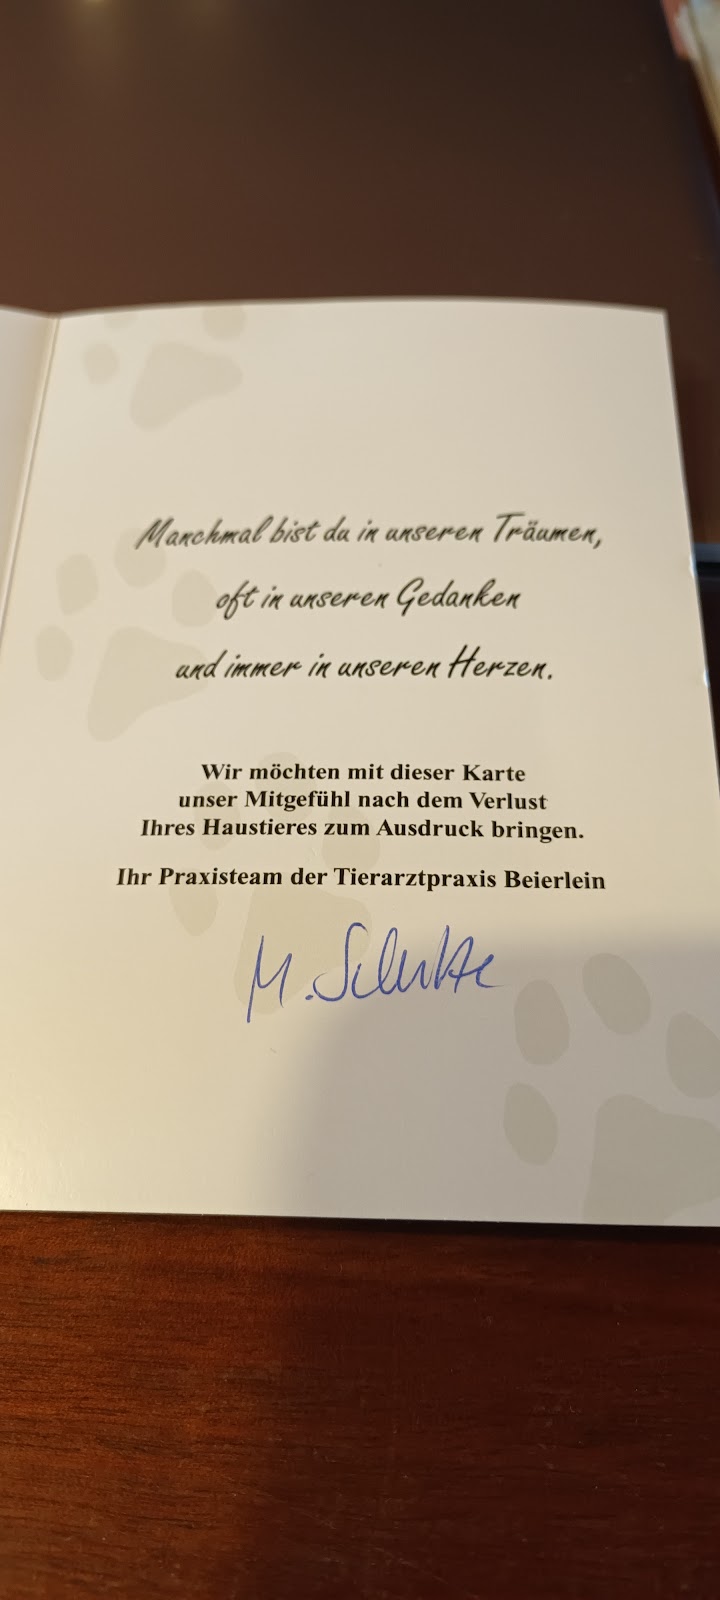 Manchmal bist du in unseren Träumen,
oft in unseren Gedanken
und immer in unseren Herzen.
Wir möchten mit dieser Karte
unser Mitgefühl nach dem Verlust
Ihres Haustieres zum Ausdruck bringen.
Ihr Praxisteam der Tierarztpraxis Beierlein
M.